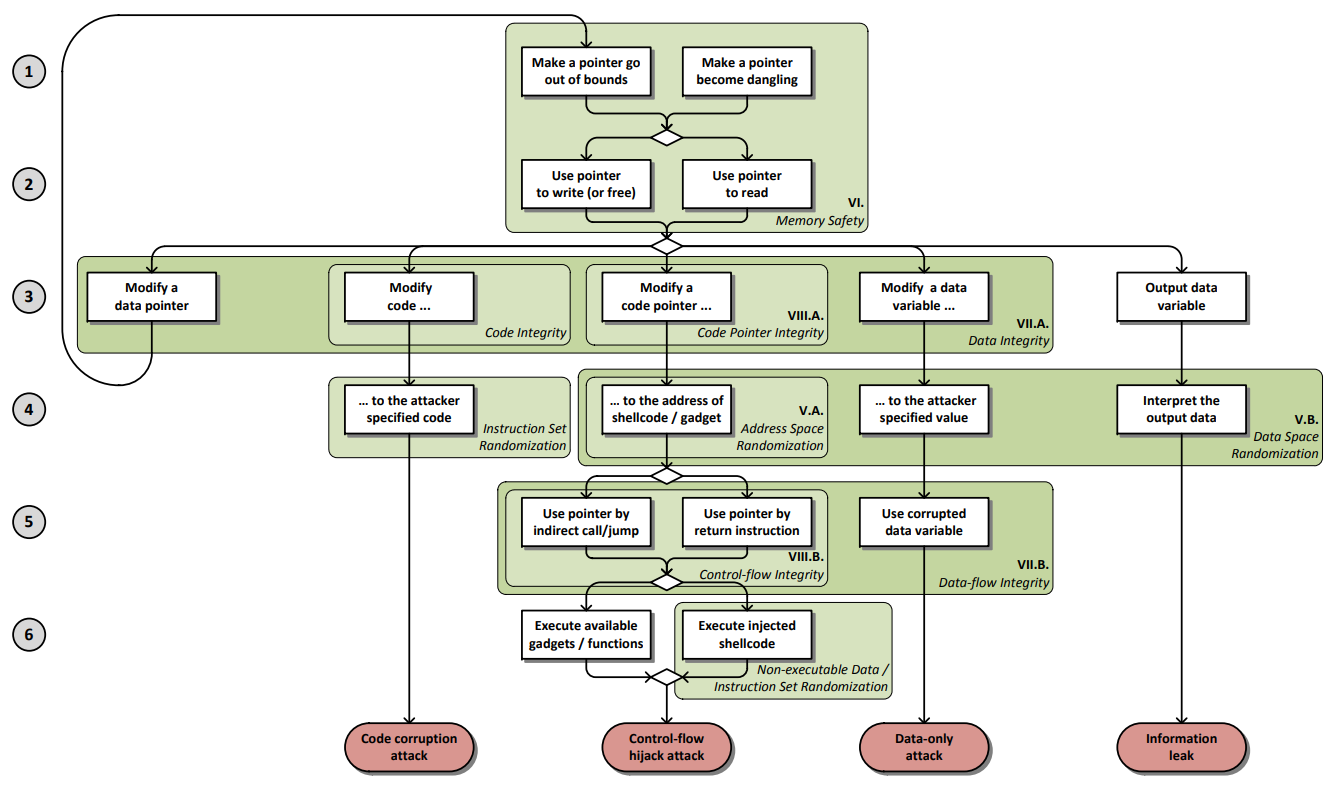 1
Make a pointer go
out of bounds
Make a pointer
become dangling
2
Use pointer
to write (or free)
Use pointer
to read
VI.
Memory Safety
3
Modify a
data pointer
Modify
code ...
Code Integrity
Modify a
code pointer ...
VIII.A.
Code Pointer Integrity
Modify a data
variable ...
VII.A.
Data Integrity
Output data
variable
4
... to the attacker
specified code
Instruction Set
Randomization
... to the address of
shellcode / gadget
V.A.
Address Space
Randomization
... to the attacker
specified value
Interpret the
output data
V.B.
Data Space
Randomization
5
Use pointer by
indirect call/jump
Use pointer by
return instruction
VIII.B.
Control-flow Integrity
Use corrupted
data variable
VII.B.
Data-flow Integrity
6
Execute available
gadgets / functions
Execute injected
shellcode
Non-executable Data /
Instruction Set Randomization
Code corruption
attack
Control-flow
hijack attack
Data-only
attack
Information
leak